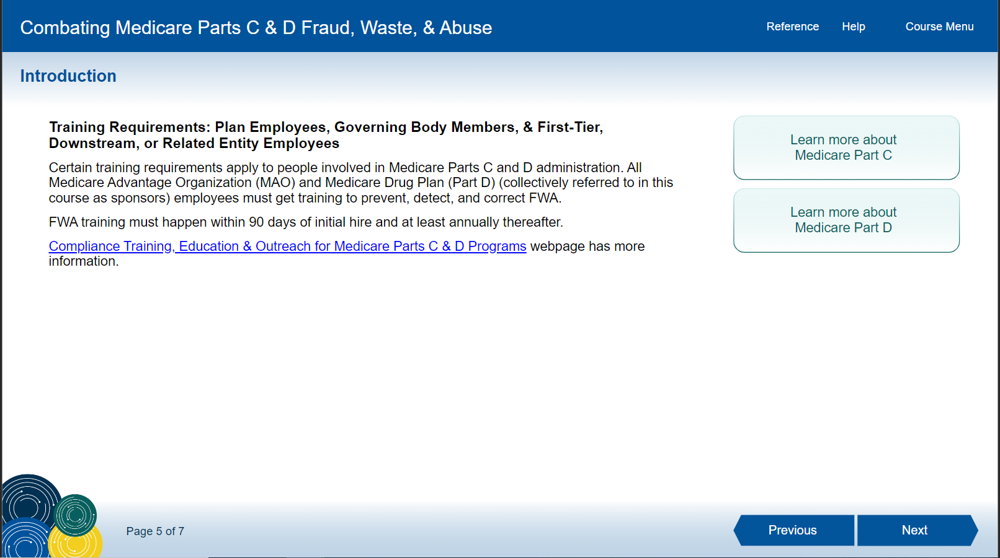 Combating Medicare Parts C & D Fraud, Waste, & Abuse
Reference
Help
Course Menu
Introduction
Training Requirements: Plan Employees, Governing Body Members, & First-Tier,
Downstream, or Related Entity Employees
Certain training requirements apply to people involved in Medicare Parts C and D administration. All
Medicare Advantage Organization (MAO) and Medicare Drug Plan (Part D) (collectively referred to in this
course as sponsors) employees must get training to prevent, detect, and correct FWA.
FWA training must happen within 90 days of initial hire and at least annually thereafter.
Compliance Training, Education & Outreach for Medicare Parts C & D Programs webpage has more
information.
Learn more about
Medicare Part C
Learn more about
Medicare Part D
Page 5 of 7
Previous
Next